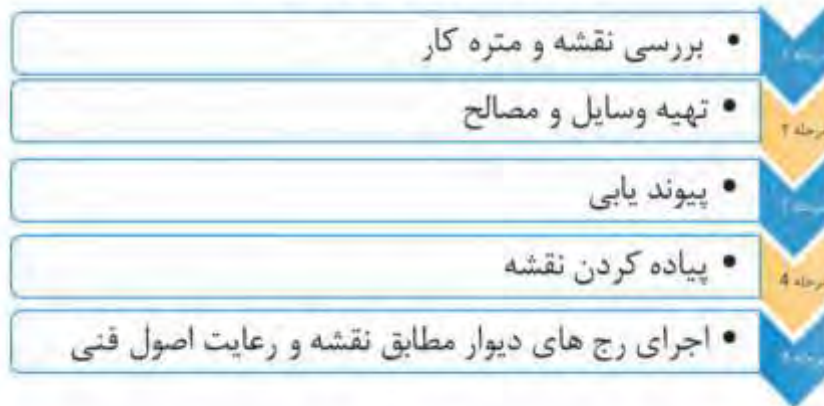 بررسی نقشه و متره کار
مرحله ۲
تهیه وسایل و مصالح
پیوند یابی
مرحله 4
پیاده کردن نقشه
اجرای رج های دیوار مطابق نقشه و رعایت اصول فنی